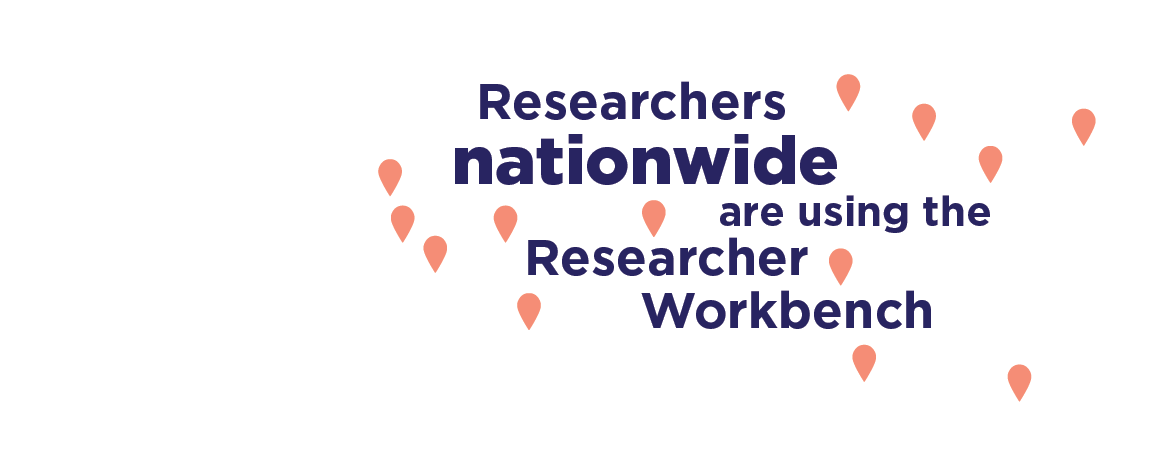 Researchers
nationwide
are using the
Researcher
Workbench